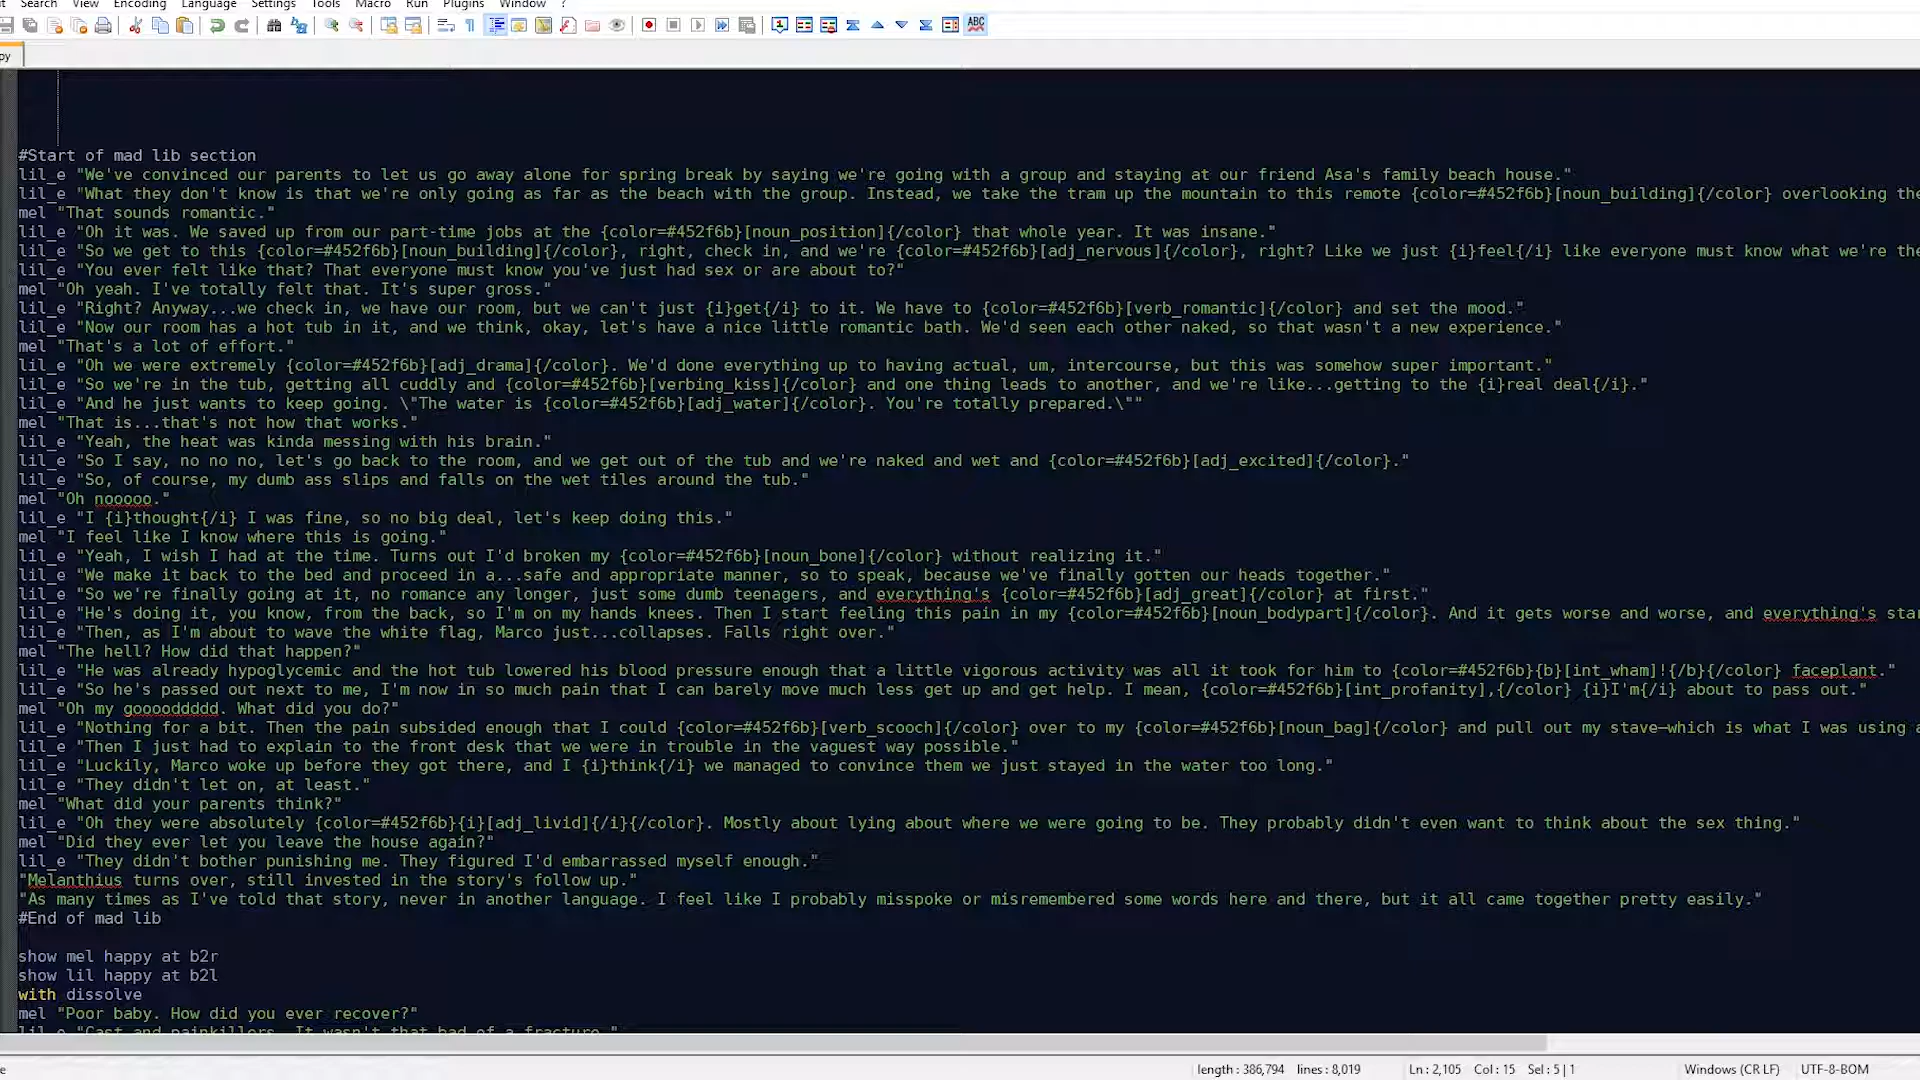 Search View Encoding Language Settings Tools Macro Run Plugins Window ?
py
#Start of mad lib section
lil_e "We've convinced our parents to let us go away alone for spring break by saying we're going with a group and staying at our friend Asa's family beach house."
lil_e "What they don't know is that we're only going as far as the beach with the group. Instead, we take the tram up the mountain to this remote {color=#452f6b}[noun_building]{/color} overlooking the
mel "That sounds romantic."
lil_e "Oh it was. We saved up from our part-time jobs at the {color=#452f6b}[noun_position]{/color} that whole year. It was insane."
lil_e "So we get to this {color=#452f6b}[noun_building]{/color}, right, check in, and we're {color=#452f6b}[adj_nervous]{/color}, right? Like we just {i}feel{/i} like everyone must know what we're the
lil_e "You ever felt like that? That everyone must know you've just had sex or are about to?"
mel "Oh yeah. I've totally felt that. It's super gross."
lil_e "Right? Anyway...we check in, we have our room, but we can't just {i}get{/i} to it. We have to {color=#452f6b}[verb_romantic]{/color} and set the mood."
lil_e "Now our room has a hot tub in it, and we think, okay, let's have a nice little romantic bath. We'd seen each other naked, so that wasn't a new experience."
mel "That's a lot of effort."
lil_e "Oh we were extremely {color=#452f6b}[adj_drama]{/color}. We'd done everything up to having actual, um, intercourse, but this was somehow super important."
lil_e "So we're in the tub, getting all cuddly and {color=#452f6b}[verbing_kiss]{/color} and one thing leads to another, and we're like...getting to the {i}real deal{/i}."
lil_e "And he just wants to keep going. \"The water is {color=#452f6b}[adj_water]{/color}. You're totally prepared.\""
mel "That is...that's not how that works."
lil_e "Yeah, the heat was kinda messing with his brain."
lil_e "So I say, no no no, let's go back to the room, and we get out of the tub and we're naked and wet and {color=#452f6b}[adj_excited]{/color}."
lil_e "So, of course, my dumb ass slips and falls on the wet tiles around the tub."
mel "Oh nooooo."
lil_e "I {i}thought{/i} I was fine, so no big deal, let's keep doing this."
mel "I feel like I know where this is going."
lil_e "Yeah, I wish I had at the time. Turns out I'd broken my {color=#452f6b}[noun_bone]{/color} without realizing it."
lil_e "We make it back to the bed and proceed in a...safe and appropriate manner, so to speak, because we've finally gotten our heads together."
lil_e "So we're finally going at it, no romance any longer, just some dumb teenagers, and everything's {color=#452f6b}[adj_great]{/color} at first."
lil_e "He's doing it, you know, from the back, so I'm on my hands knees. Then I start feeling this pain in my {color=#452f6b}[noun_bodypart]{/color}. And it gets worse and worse, and everything's star
lil_e "Then, as I'm about to wave the white flag, Marco just...collapses. Falls right over."
mel "The hell? How did that happen?"
lil_e "He was already hypoglycemic and the hot tub lowered his blood pressure enough that a little vigorous activity was all it took for him to {color=#452f6b}{b}[int_wham]!{/b}{/color} faceplant."
lil_e "So he's passed out next to me, I'm now in so much pain that I can barely move much less get up and get help. I mean, {color=#452f6b}[int_profanity],{/color} {i}I'm{/i} about to pass out."
mel "Oh my goooodddd. What did you do?"
lil_e "Nothing for a bit. Then the pain subsided enough that I could {color=#452f6b}[verb_scooch]{/color} over to my {color=#452f6b}[noun_bag]{/color} and pull out my stave—which is what I was using a
lil_e "Then I just had to explain to the front desk that we were in trouble in the vaguest way possible."
lil_e "Luckily, Marco woke up before they got there, and I {i}think{/i} we managed to convince them we just stayed in the water too long."
lil_e "They didn't let on, at least."
mel "What did your parents think?"
lil_e "Oh they were absolutely {color=#452f6b}{i}[adj_livid]{/i}{/color}. Mostly about lying about where we were going to be. They probably didn't even want to think about the sex thing."
mel "Did they ever let you leave the house again?"
lil_e "They didn't bother punishing me. They figured I'd embarrassed myself enough."
"Melanthius turns over, still invested in the story's follow up."
"As many times as I've told that story, never in another language. I feel like I probably misspoke or misremembered some words here and there, but it all came together pretty easily."
#End of mad lib
show mel happy at b2r
show lil happy at b2l
with dissolve
mel "Poor baby. How did you ever recover?"
lil_e "Cast and painkillers. It wasn't that bad of a fracture."
length : 386,794 lines : 8,019 Ln : 2,105 Col : 15 Sel : 5 | 1 Windows (CR LF) UTF-8-BOM